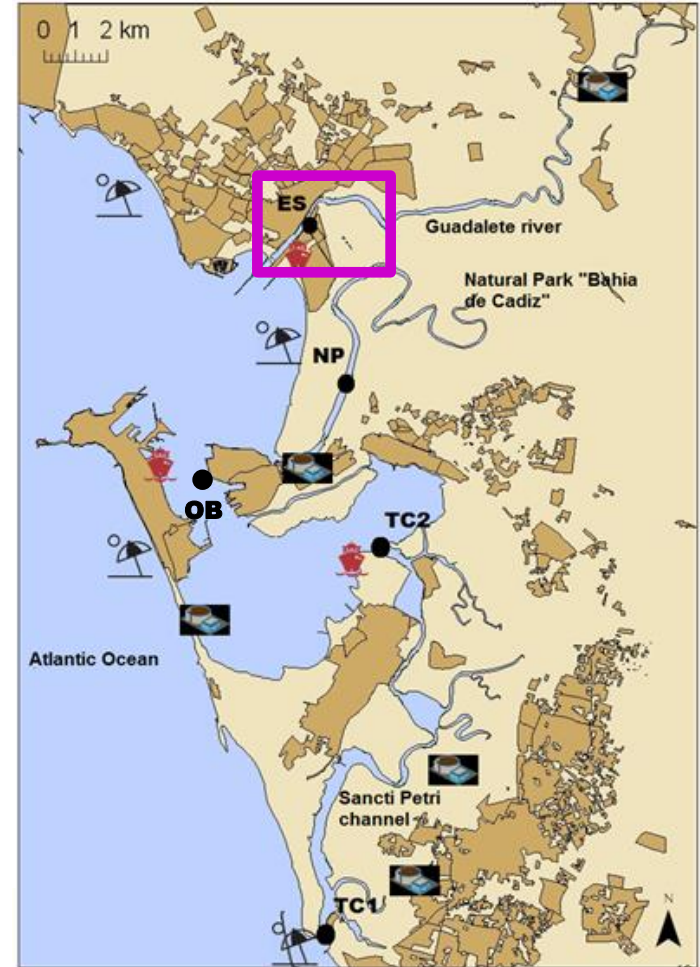 0 1 2 km
ES
Guadalete river
Natural Park "Bahia
de Cadiz"
NP
OB
TC2
Atlantic Ocean
Sancti Petri
channel
TC1
N